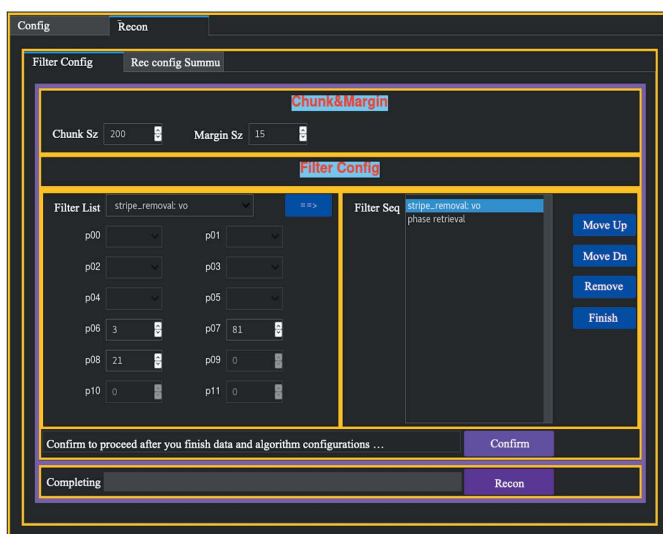 Config Recon
Filter Config Rec config Summu
Chunk&Margin
Chunk Sz 200 Margin Sz 15
Filter Config
Filter List stripe_removal: vo ==> Filter Seq stripe_removal: vo
phase retrieval
p00 p01 Move Up
p02 p03 Move Dn
p04 p05 Remove
p06 3 p07 81 Finish
p08 21 p09 0
p10 0 p11 0
Confirm to proceed after you finish data and algorithm configurations ... Confirm
Completing Recon